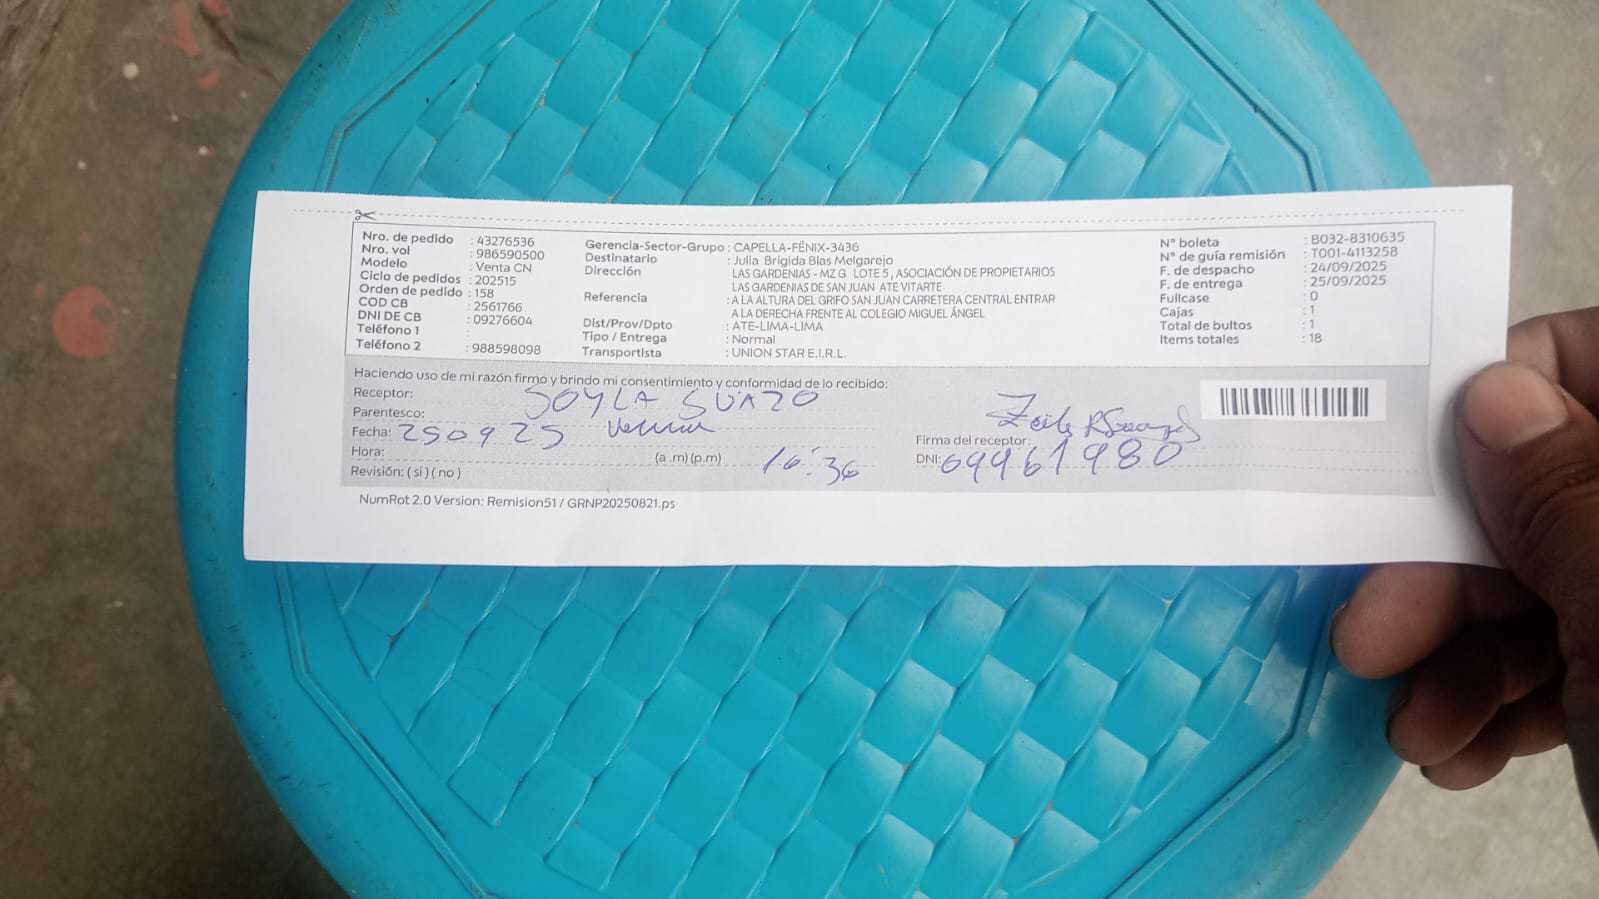 Nro. de pedido : 43276536
Nro. vol : 986590500
Modelo : Venta CN
Ciclo de pedidos : 202515
Orden de pedido : 158
COD CB : 2561766
DNI DE CB : 09276604
Teléfono 1 :
Teléfono 2 : 988598098
Gerencia-Sector-Grupo : CAPELLA-FÉNIX-3436
Destinatario : Julia Brigida Blas Melgarejo
Dirección LAS GARDENIAS - MZ G LOTE 5 , ASOCIACIÓN DE PROPIETARIOS
LAS GARDENIAS DE SAN JUAN ATE VITARTE
Referencia : A LA ALTURA DEL GRIFO SAN JUAN CARRETERA CENTRAL ENTRAR
A LA DERECHA FRENTE AL COLEGIO MIGUEL ÁNGEL
Dist/Prov/Dpto : ATE-LIMA-LIMA
Tipo / Entrega : Normal
Transportista : UNION STAR E.I.R.L.
N° boleta : B032-8310635
N° de guía remisión : T001-4113258
F. de despacho : 24/09/2025
F. de entrega : 25/09/2025
Fullcase : 0
Cajas : 1
Total de bultos : 1
Items totales : 18
Haciendo uso de mi razón firmo y brindo mi consentimiento y conformidad de lo recibido:
Receptor: SOYLA SUAZO
Parentesco:
Fecha: 250925
Hora: (a .m) (p.m) 16:36
Revisión: ( si ) ( no )
Firma del receptor:
DNI: 09961980
NumRot 2.0 Version: Remision51 / GRNP20250821.ps